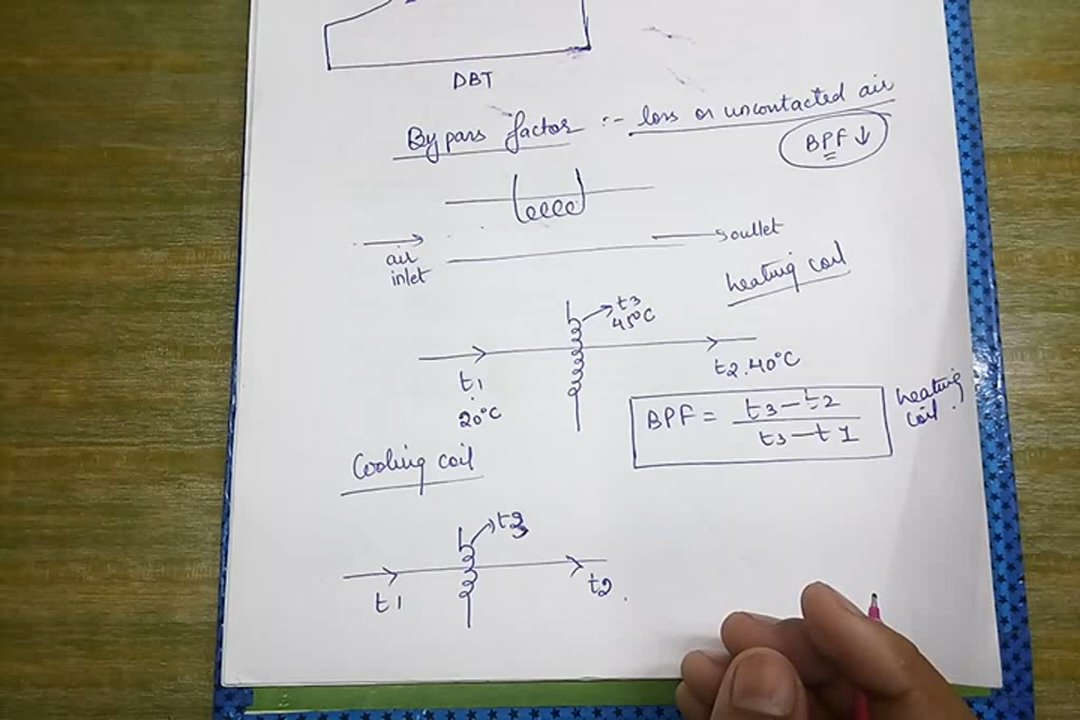 DBT
By pass factor :- loss or uncontacted air
BPF ↓
air
inlet
outlet
heating coil
t3
45°C
t1
20°C
t2.40°C
BPF = t3-t2
t3-t1
heating
coil.
Cooling coil
t3
t1
t2.